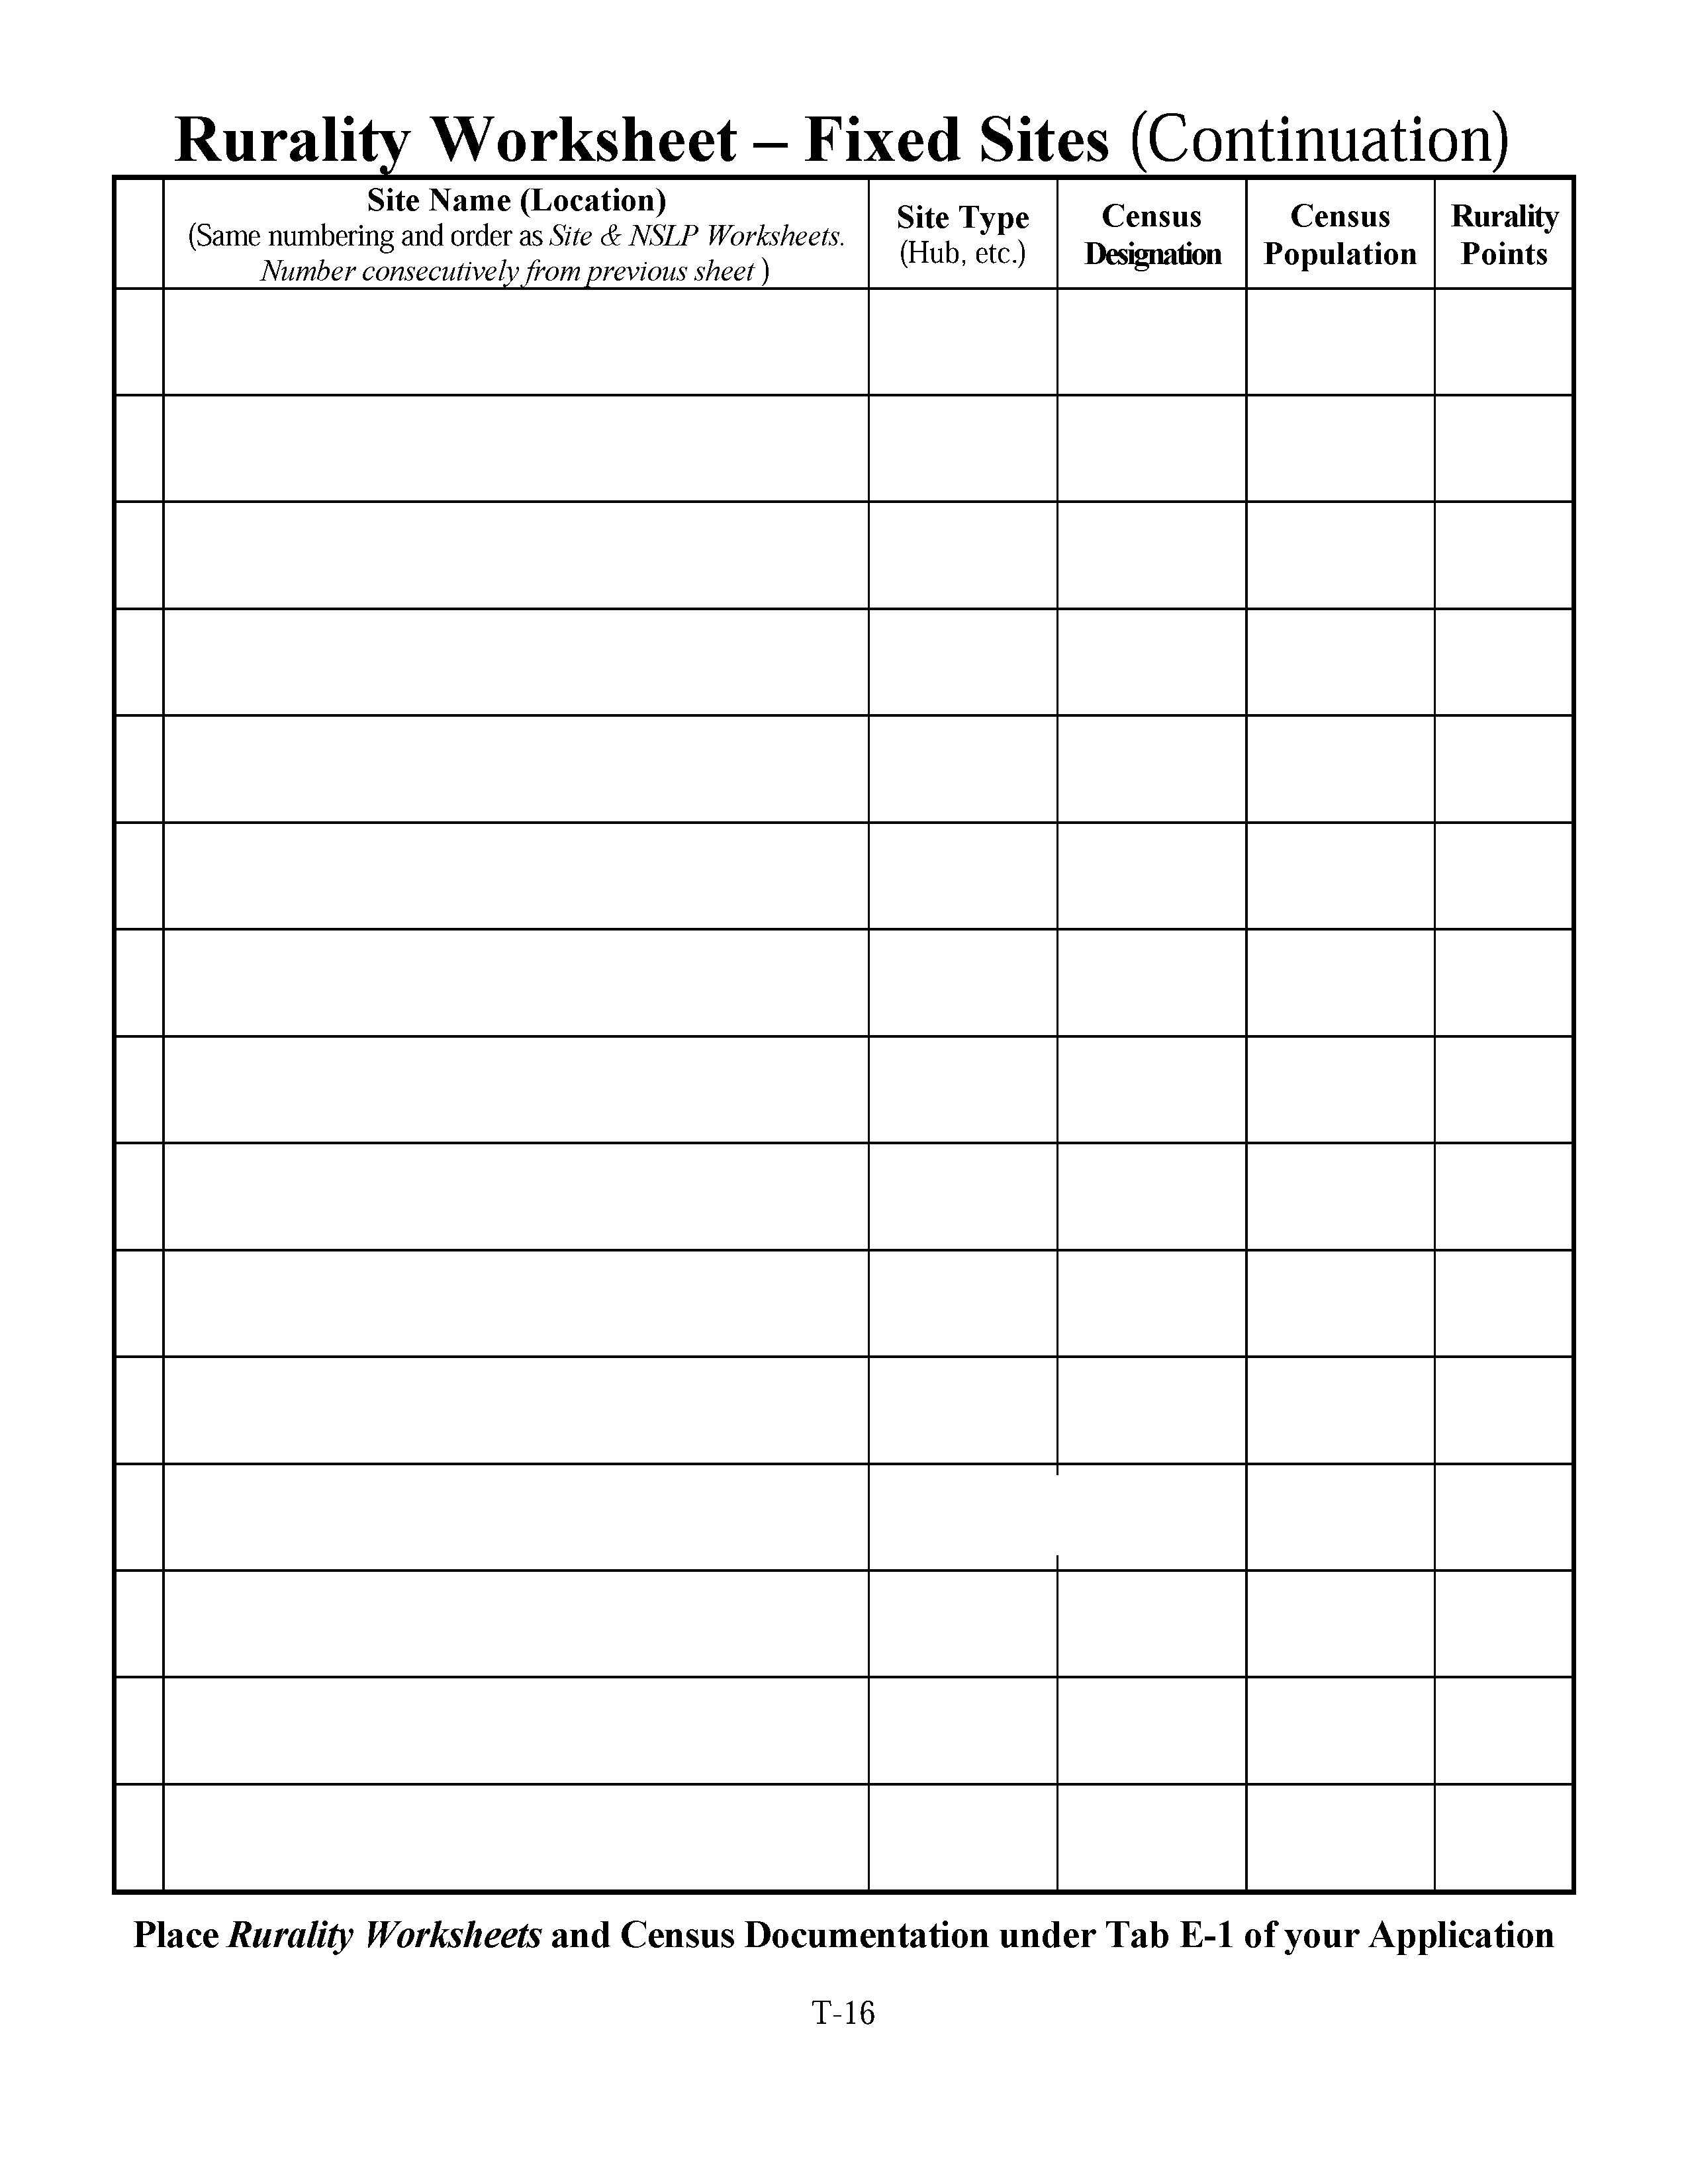 Rurality Worksheet – Fixed Sites (Continuation)
Site Name (Location)
(Same numbering and order as Site & NSLP Worksheets.
Number consecutively from previous sheet )
Site Type
(Hub, etc.)
Census
Designation
Census
Population
Rurality
Points
Place Rurality Worksheets and Census Documentation under Tab E-1 of your Application
T-16